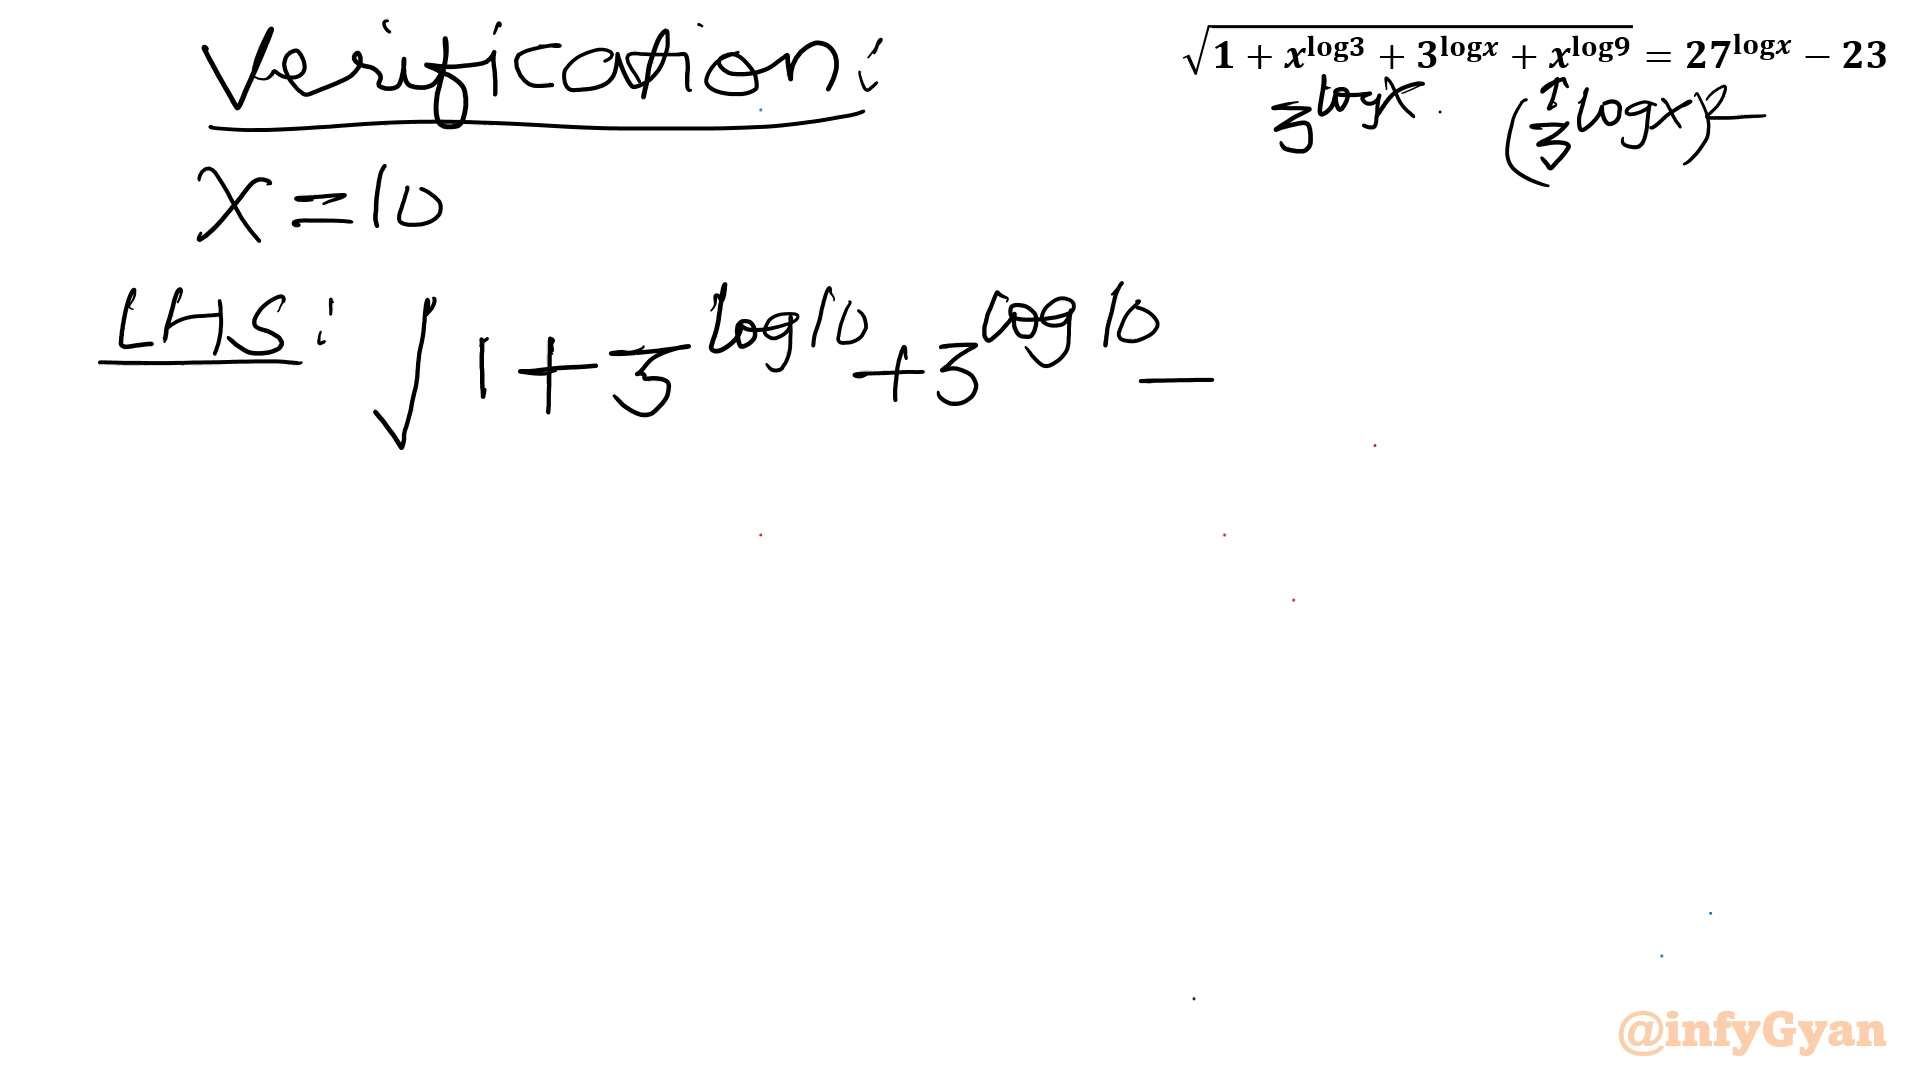 Verification:
√(1 + x^log3 + 3^logx + x^log9) = 27^logx − 23
3^logx (3^logx)^2
x = 10
LHS: √ 1 + 3^log10 + 3^log10 –
@infyGyan